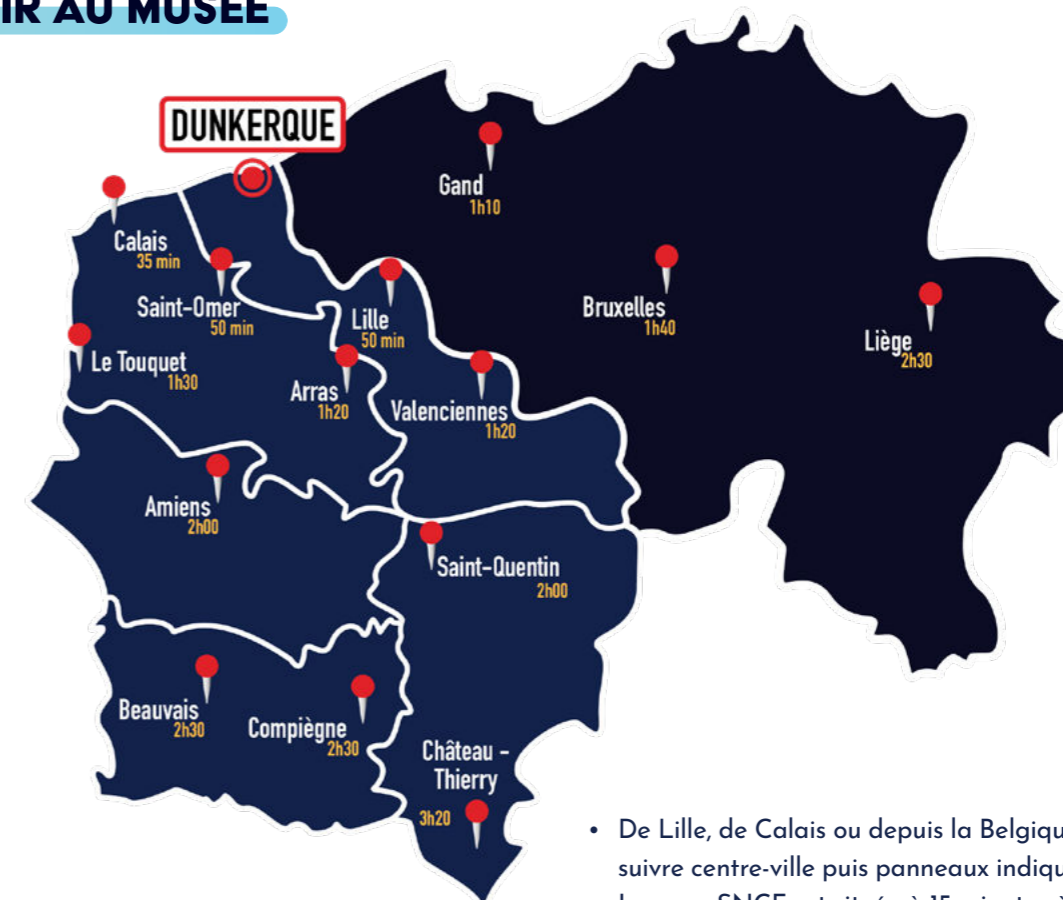 IR AU MUSÉE
DUNKERQUE
Gand
1h10
Calais
35 min
Saint-Omer
50 min
Lille
50 min
Bruxelles
1h40
Liège
2h30
Le Touquet
1h30
Arras
1h20
Valenciennes
1h20
Amiens
2h00
Saint-Quentin
2h00
Beauvais
2h30
Compiègne
2h30
Château -
Thierry
3h20
• De Lille, de Calais ou depuis la Belgiqu
suivre centre-ville puis panneaux indiqu